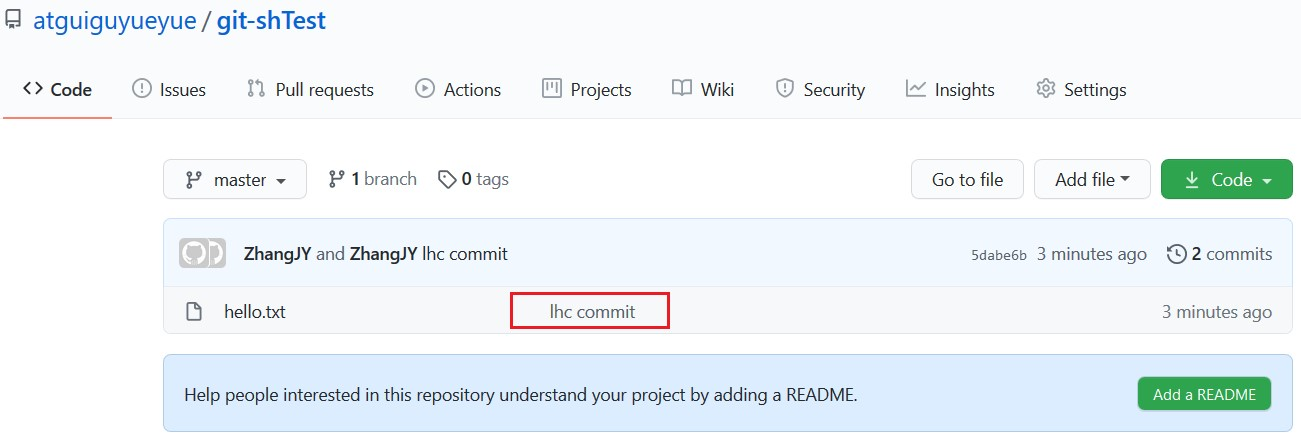 atguiguyueyue / git-shTest
Code Issues Pull requests Actions Projects Wiki Security Insights Settings
master 1 branch 0 tags Go to file Add file Code
ZhangJY and ZhangJY lhc commit 5dabe6b 3 minutes ago 2 commits
hello.txt lhc commit 3 minutes ago
Help people interested in this repository understand your project by adding a README. Add a README